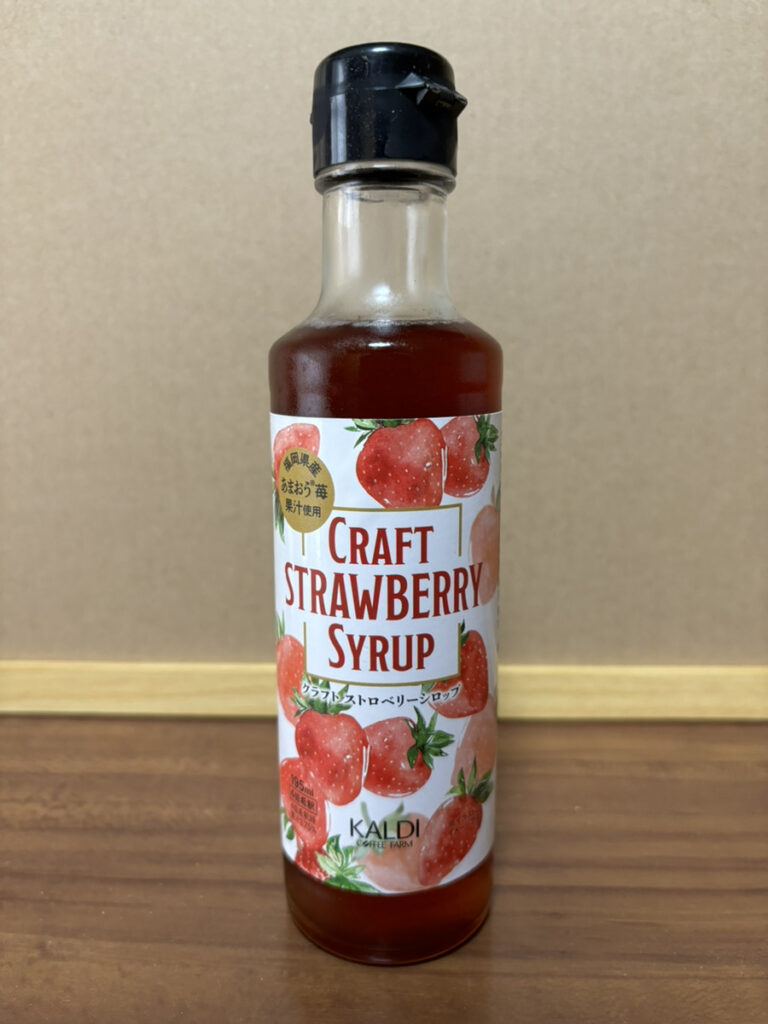 福岡県産
あまおう®苺
果汁使用
CRAFT
STRAWBERRY
SYRUP
クラフトストロベリーシロップ
195ml
KALDI
COFFEE FARM